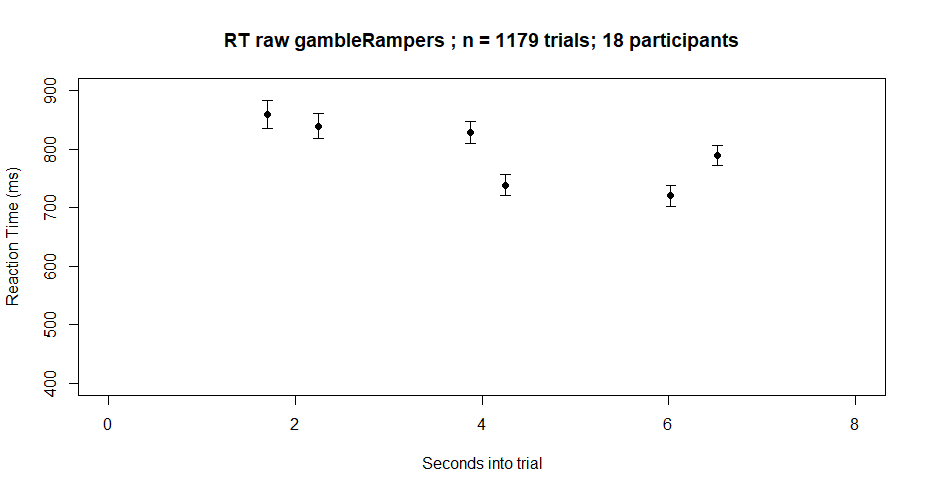 RT raw gambleRampers ; n = 1179 trials; 18 participants
900
800
700
600
500
400
Reaction Time (ms)
0 2 4 6 8
Seconds into trial